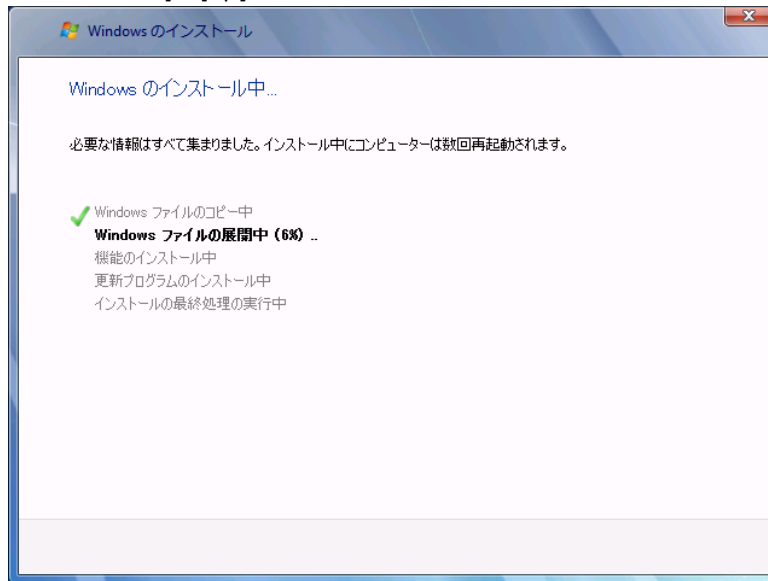 Windows のインストール
Windows のインストール中...
必要な情報はすべて集まりました。インストール中にコンピューターは数回再起動されます。
Windows ファイルのコピー中
Windows ファイルの展開中 (6%) ..
機能のインストール中
更新プログラムのインストール中
インストールの最終処理の実行中